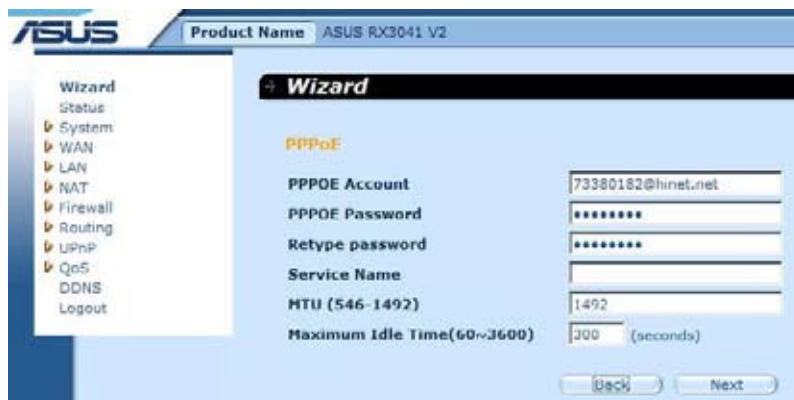 ASUS
Product Name ASUS RX3041 V2
Wizard
Status
System
WAN
LAN
NAT
Firewall
Routing
UPnP
QoS
DDNS
Logout
Wizard
PPPoE
PPPOE Account 73380182@hinet.net
PPPOE Password ••••••••
Retype password ••••••••
Service Name
MTU (546-1492) 1492
Maximum Idle Time(60~3600) 300 (seconds)
Back Next